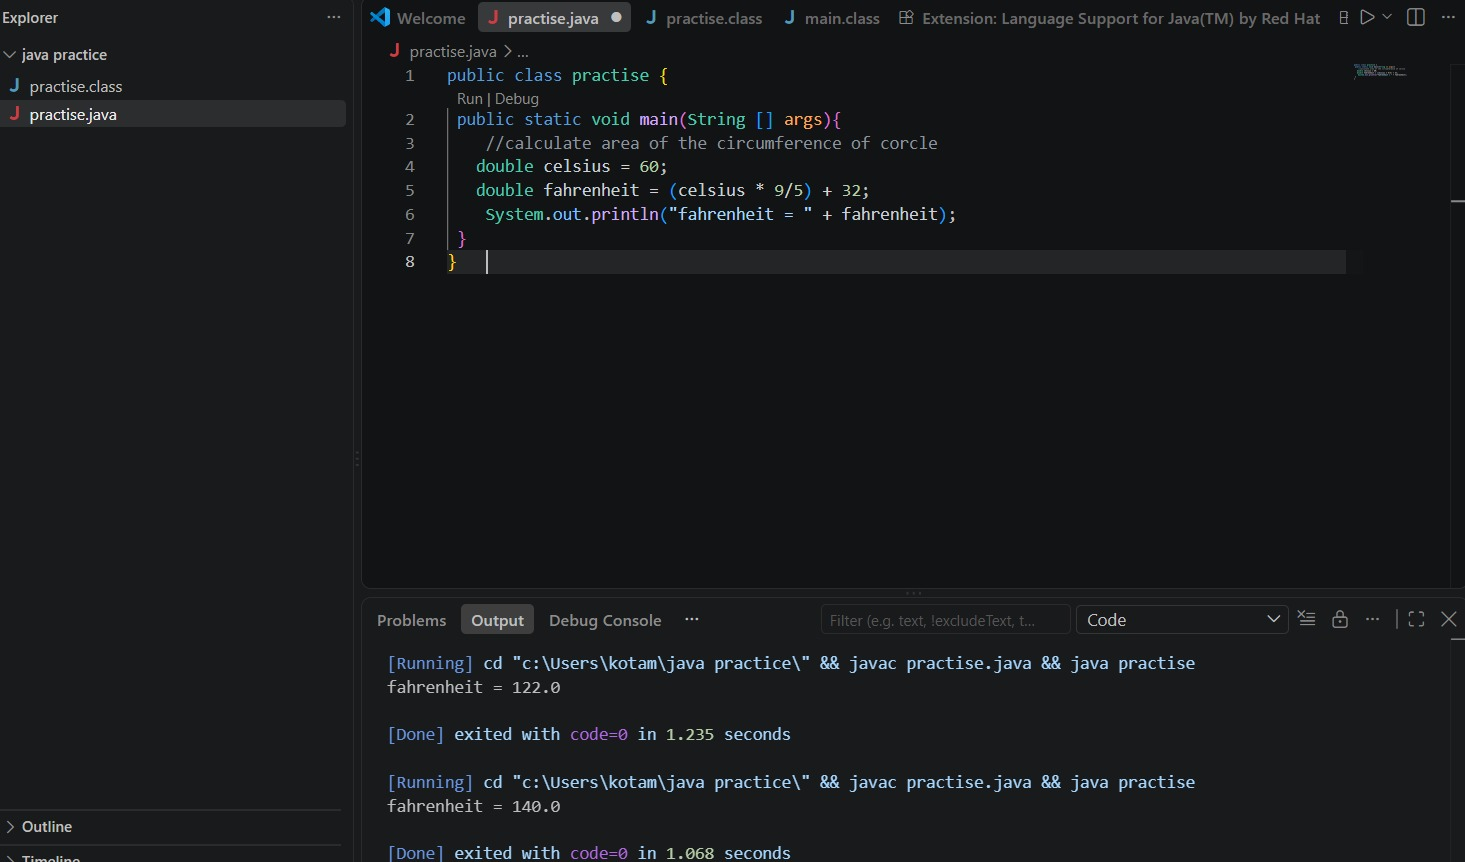 Explorer
java practice
practise.class
practise.java
Outline
Timeline
Welcome practise.java practise.class main.class Extension: Language Support for Java(TM) by Red Hat
practise.java > ...
1 public class practise {
Run | Debug
2 public static void main(String [] args){
3 //calculate area of the circumference of corcle
4 double celsius = 60;
5 double fahrenheit = (celsius * 9/5) + 32;
6 System.out.println("fahrenheit = " + fahrenheit);
7 }
8 }
Problems Output Debug Console Filter (e.g. text, !excludeText, t... Code
[Running] cd "c:\Users\kotam\java practice\" && javac practise.java && java practise
fahrenheit = 122.0
[Done] exited with code=0 in 1.235 seconds
[Running] cd "c:\Users\kotam\java practice\" && javac practise.java && java practise
fahrenheit = 140.0
[Done] exited with code=0 in 1.068 seconds